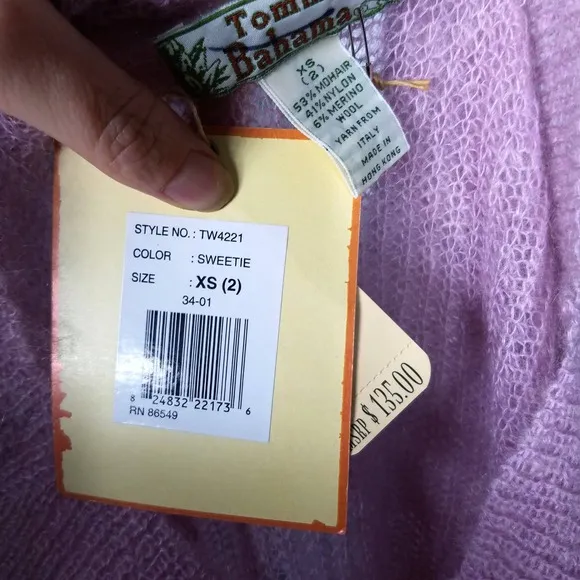 Tommy
Bahama
XS
(2)
53% MOHAIR
41% NYLON
6% MERINO
WOOL
YARN FROM
ITALY
MADE IN
HONG KONG
STYLE NO.: TW4221
COLOR : SWEETIE
SIZE : XS (2)
34-01
8 24832 22173 6
RN 86549
MSRP $ 135.00